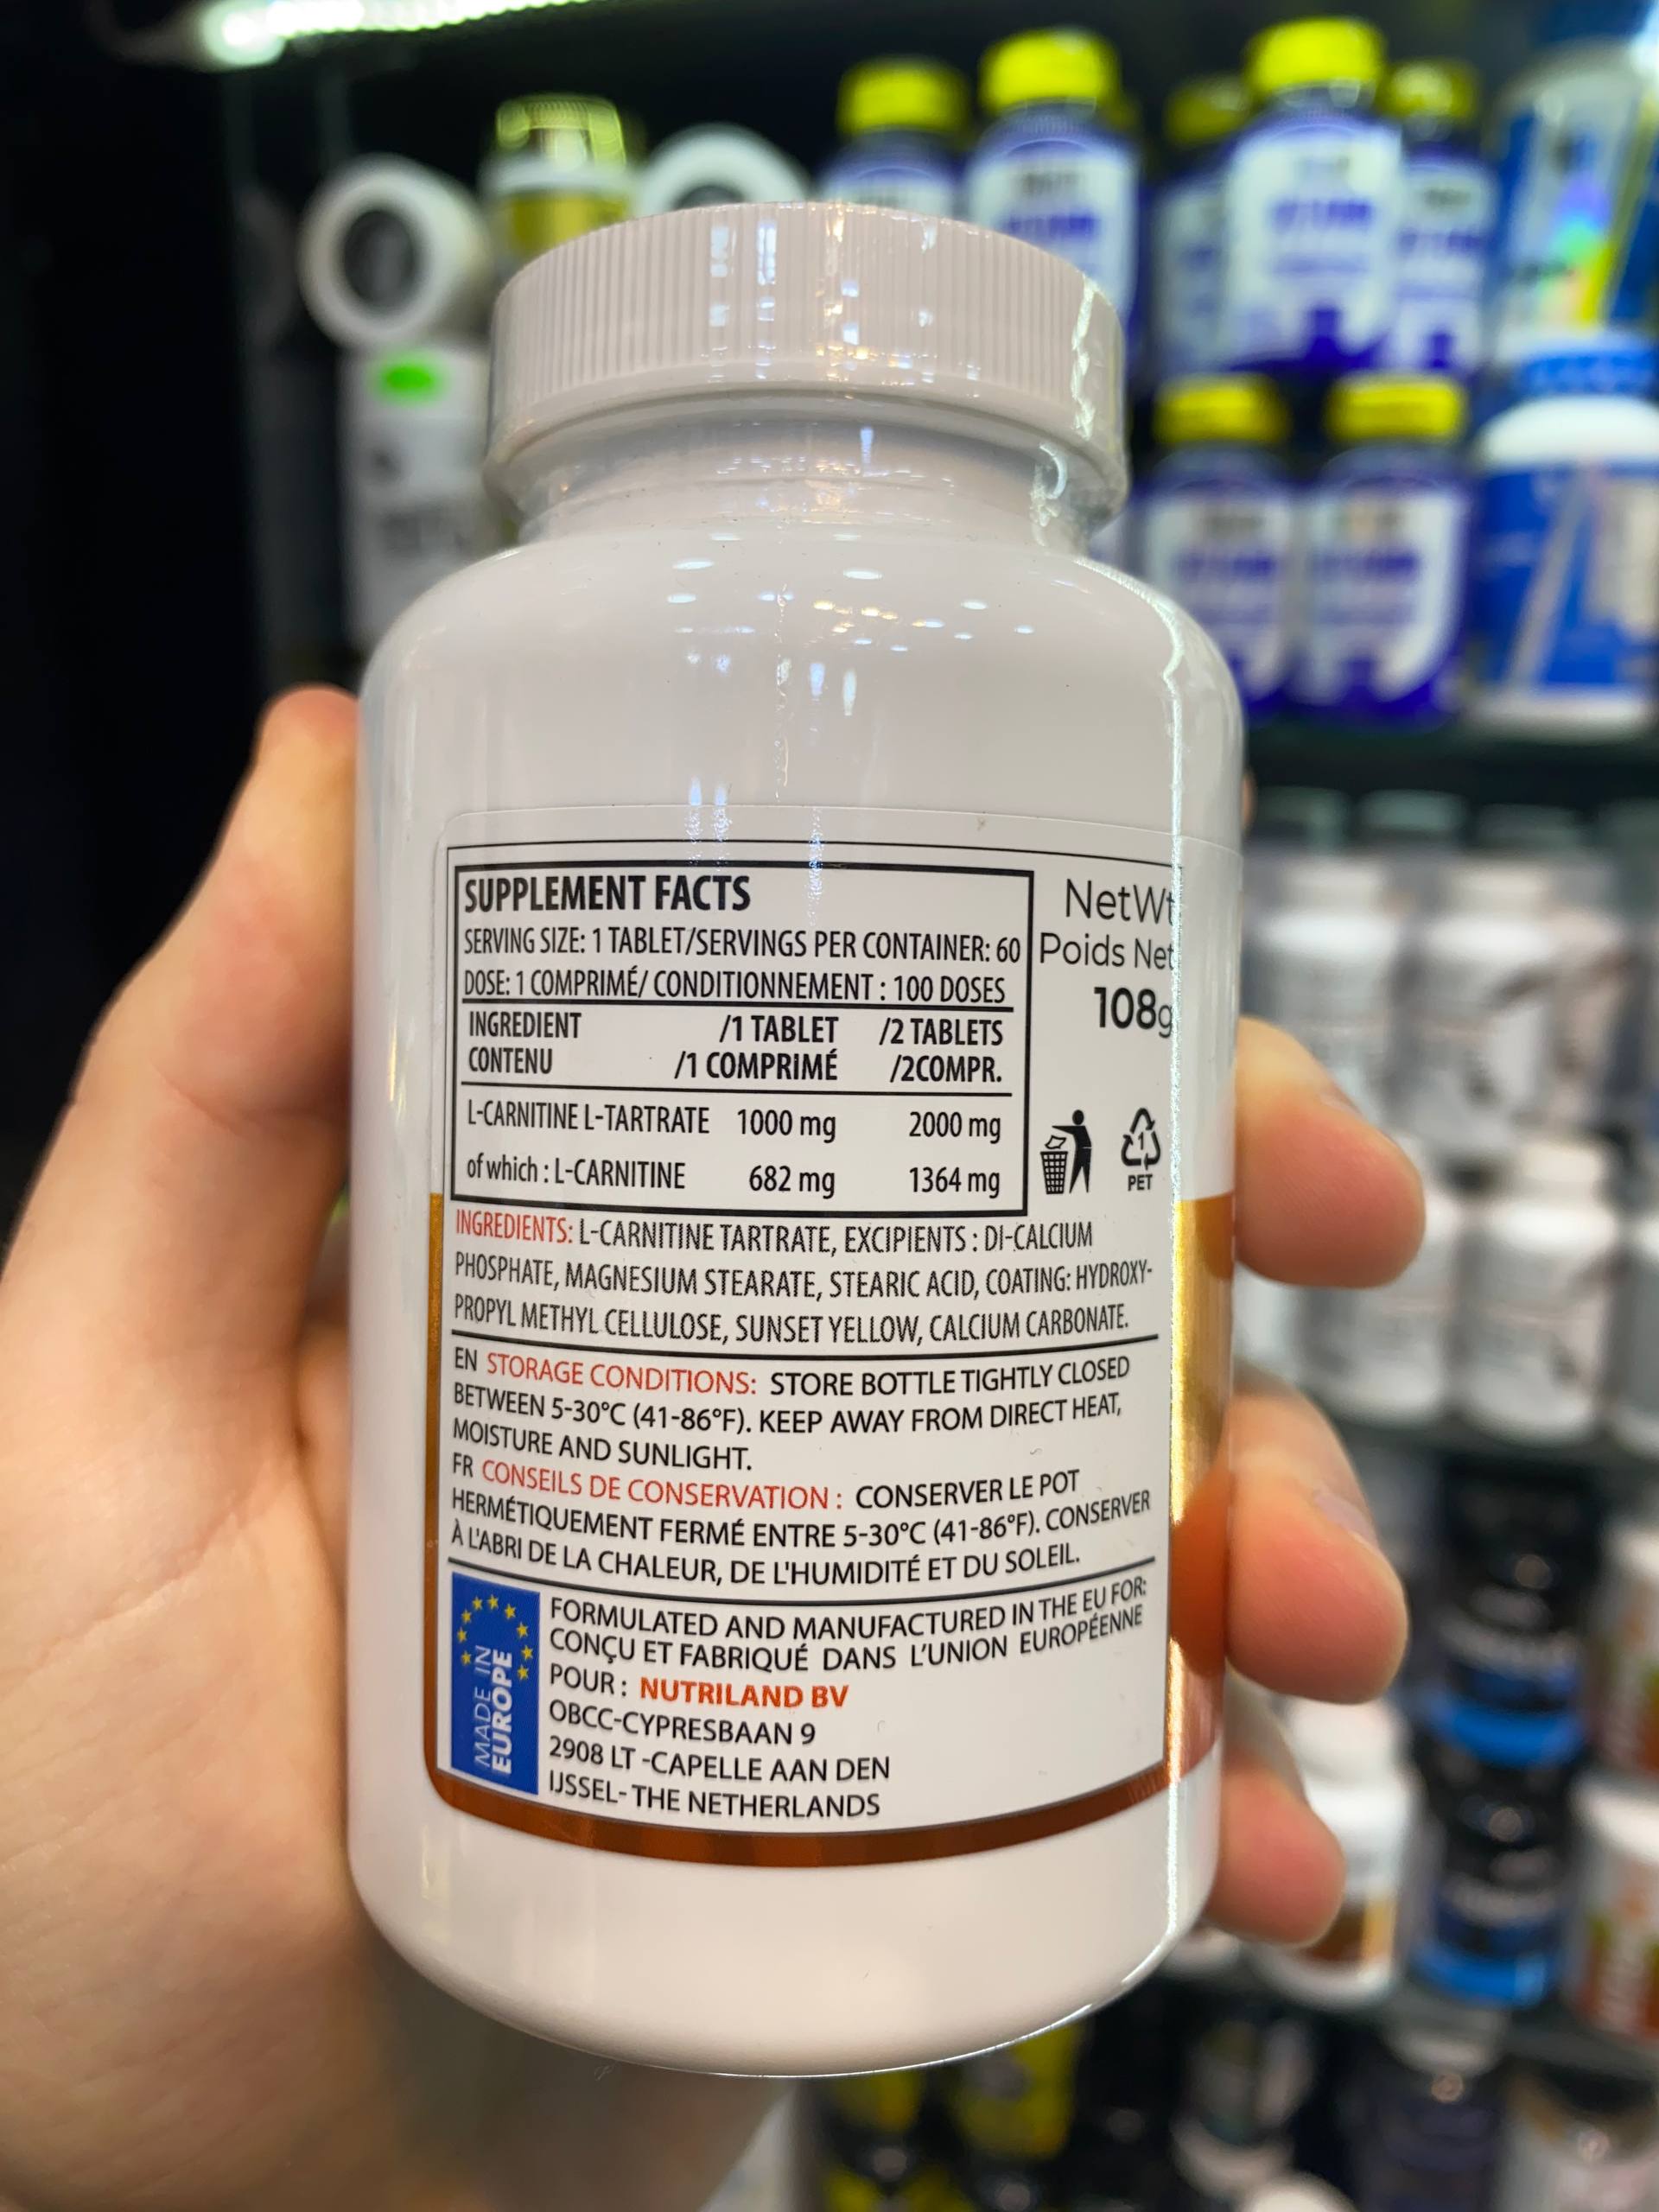 SUPPLEMENT FACTS
SERVING SIZE: 1 TABLET/SERVINGS PER CONTAINER: 60
DOSE: 1 COMPRIMÉ/ CONDITIONNEMENT : 100 DOSES
INGREDIENT /1 TABLET /2 TABLETS
CONTENU /1 COMPRIMÉ /2COMPR.
L-CARNITINE L-TARTRATE 1000 mg 2000 mg
of which : L-CARNITINE 682 mg 1364 mg
NetWt
Poids Net
108g
1
PET
INGREDIENTS: L-CARNITINE TARTRATE, EXCIPIENTS : DI-CALCIUM
PHOSPHATE, MAGNESIUM STEARATE, STEARIC ACID, COATING: HYDROXY-
PROPYL METHYL CELLULOSE, SUNSET YELLOW, CALCIUM CARBONATE.
EN STORAGE CONDITIONS: STORE BOTTLE TIGHTLY CLOSED
BETWEEN 5-30°C (41-86°F). KEEP AWAY FROM DIRECT HEAT,
MOISTURE AND SUNLIGHT.
FR CONSEILS DE CONSERVATION : CONSERVER LE POT
HERMÉTIQUEMENT FERMÉ ENTRE 5-30°C (41-86°F). CONSERVER
À L'ABRI DE LA CHALEUR, DE L'HUMIDITÉ ET DU SOLEIL.
MADE IN
EUROPE
FORMULATED AND MANUFACTURED IN THE EU FOR:
CONÇU ET FABRIQUÉ DANS L'UNION EUROPÉENNE
POUR : NUTRILAND BV
OBCC-CYPRESBAAN 9
2908 LT -CAPELLE AAN DEN
IJSSEL- THE NETHERLANDS